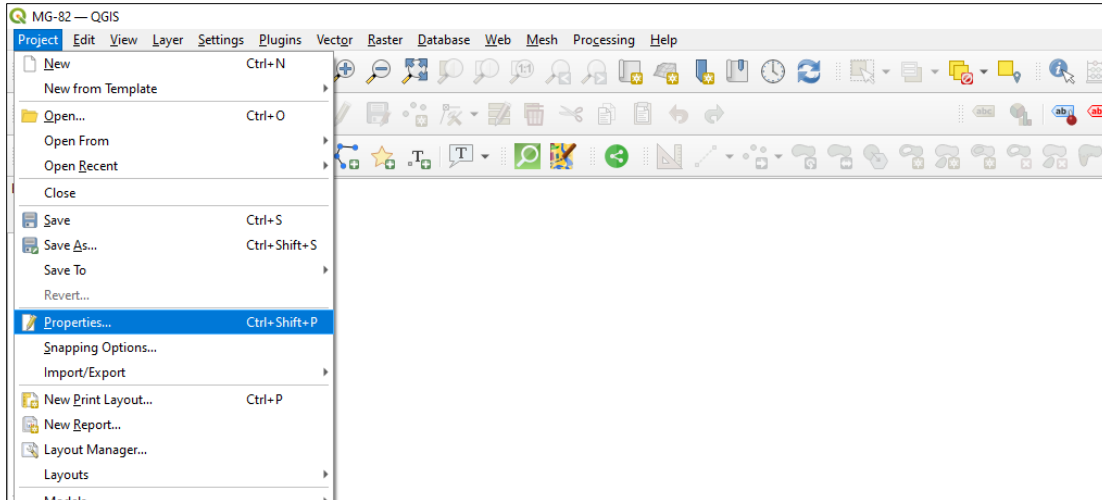 MG-82 — QGIS
Project Edit View Layer Settings Plugins Vector Raster Database Web Mesh Processing Help
New Ctrl+N
New from Template
Open... Ctrl+O
Open From
Open Recent
Close
Save Ctrl+S
Save As... Ctrl+Shift+S
Save To
Revert...
Properties... Ctrl+Shift+P
Snapping Options...
Import/Export
New Print Layout... Ctrl+P
New Report...
Layout Manager...
Layouts
Models